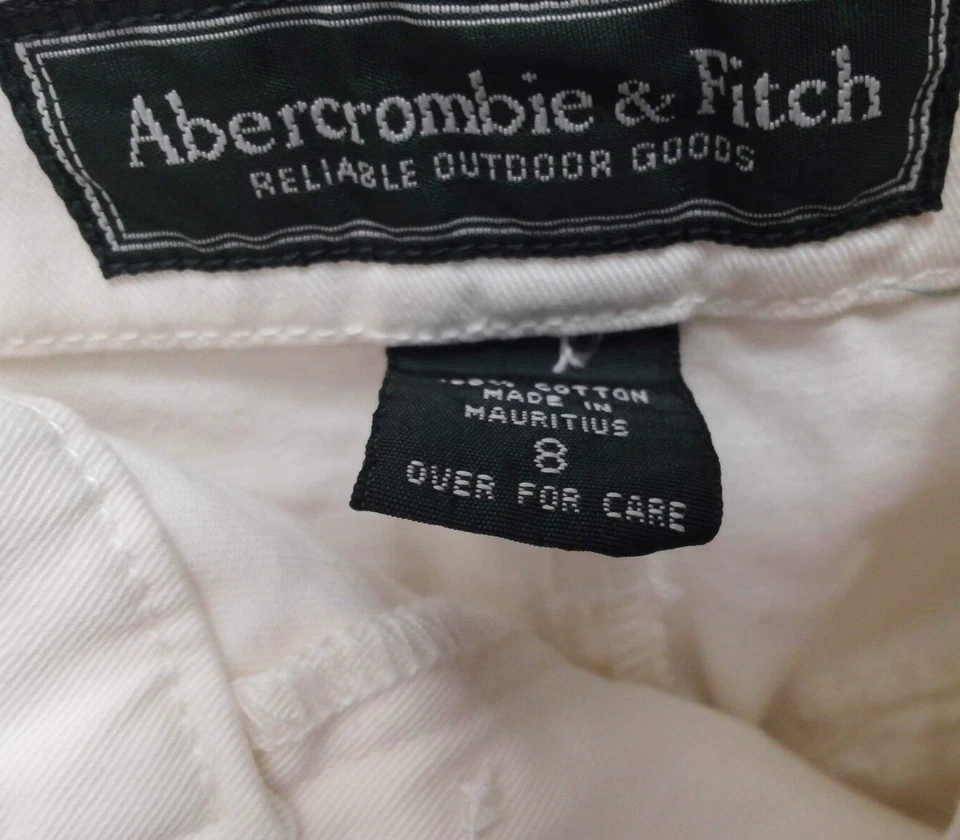 Abercrombie & Fitch
RELIABLE OUTDOOR GOODS
COTTON
MADE IN
MAURITIUS
8
OVER FOR CARE